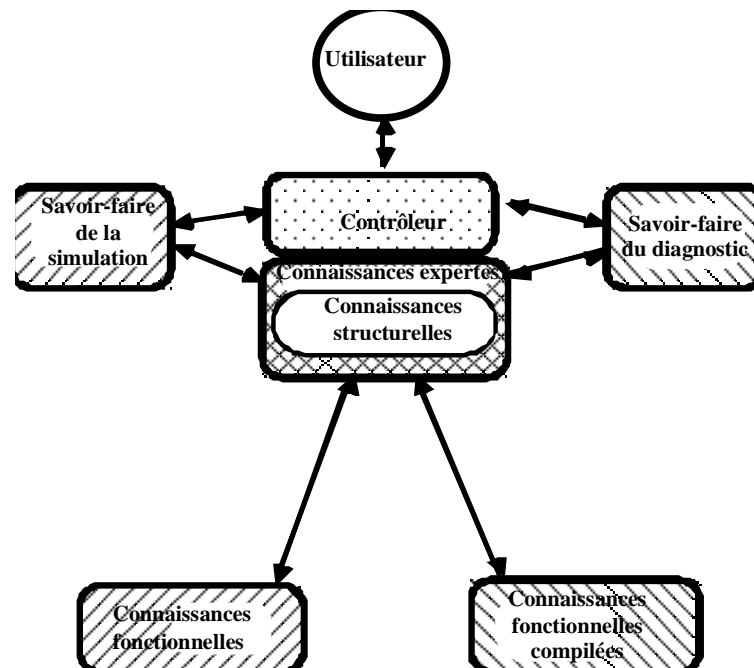 Utilisateur
Savoir-faire
de la
simulation
Contrôleur
Savoir-faire
du diagnostic
Connaissances expertes
Connaissances
structurelles
Connaissances
fonctionnelles
Connaissances
fonctionnelles
compilées